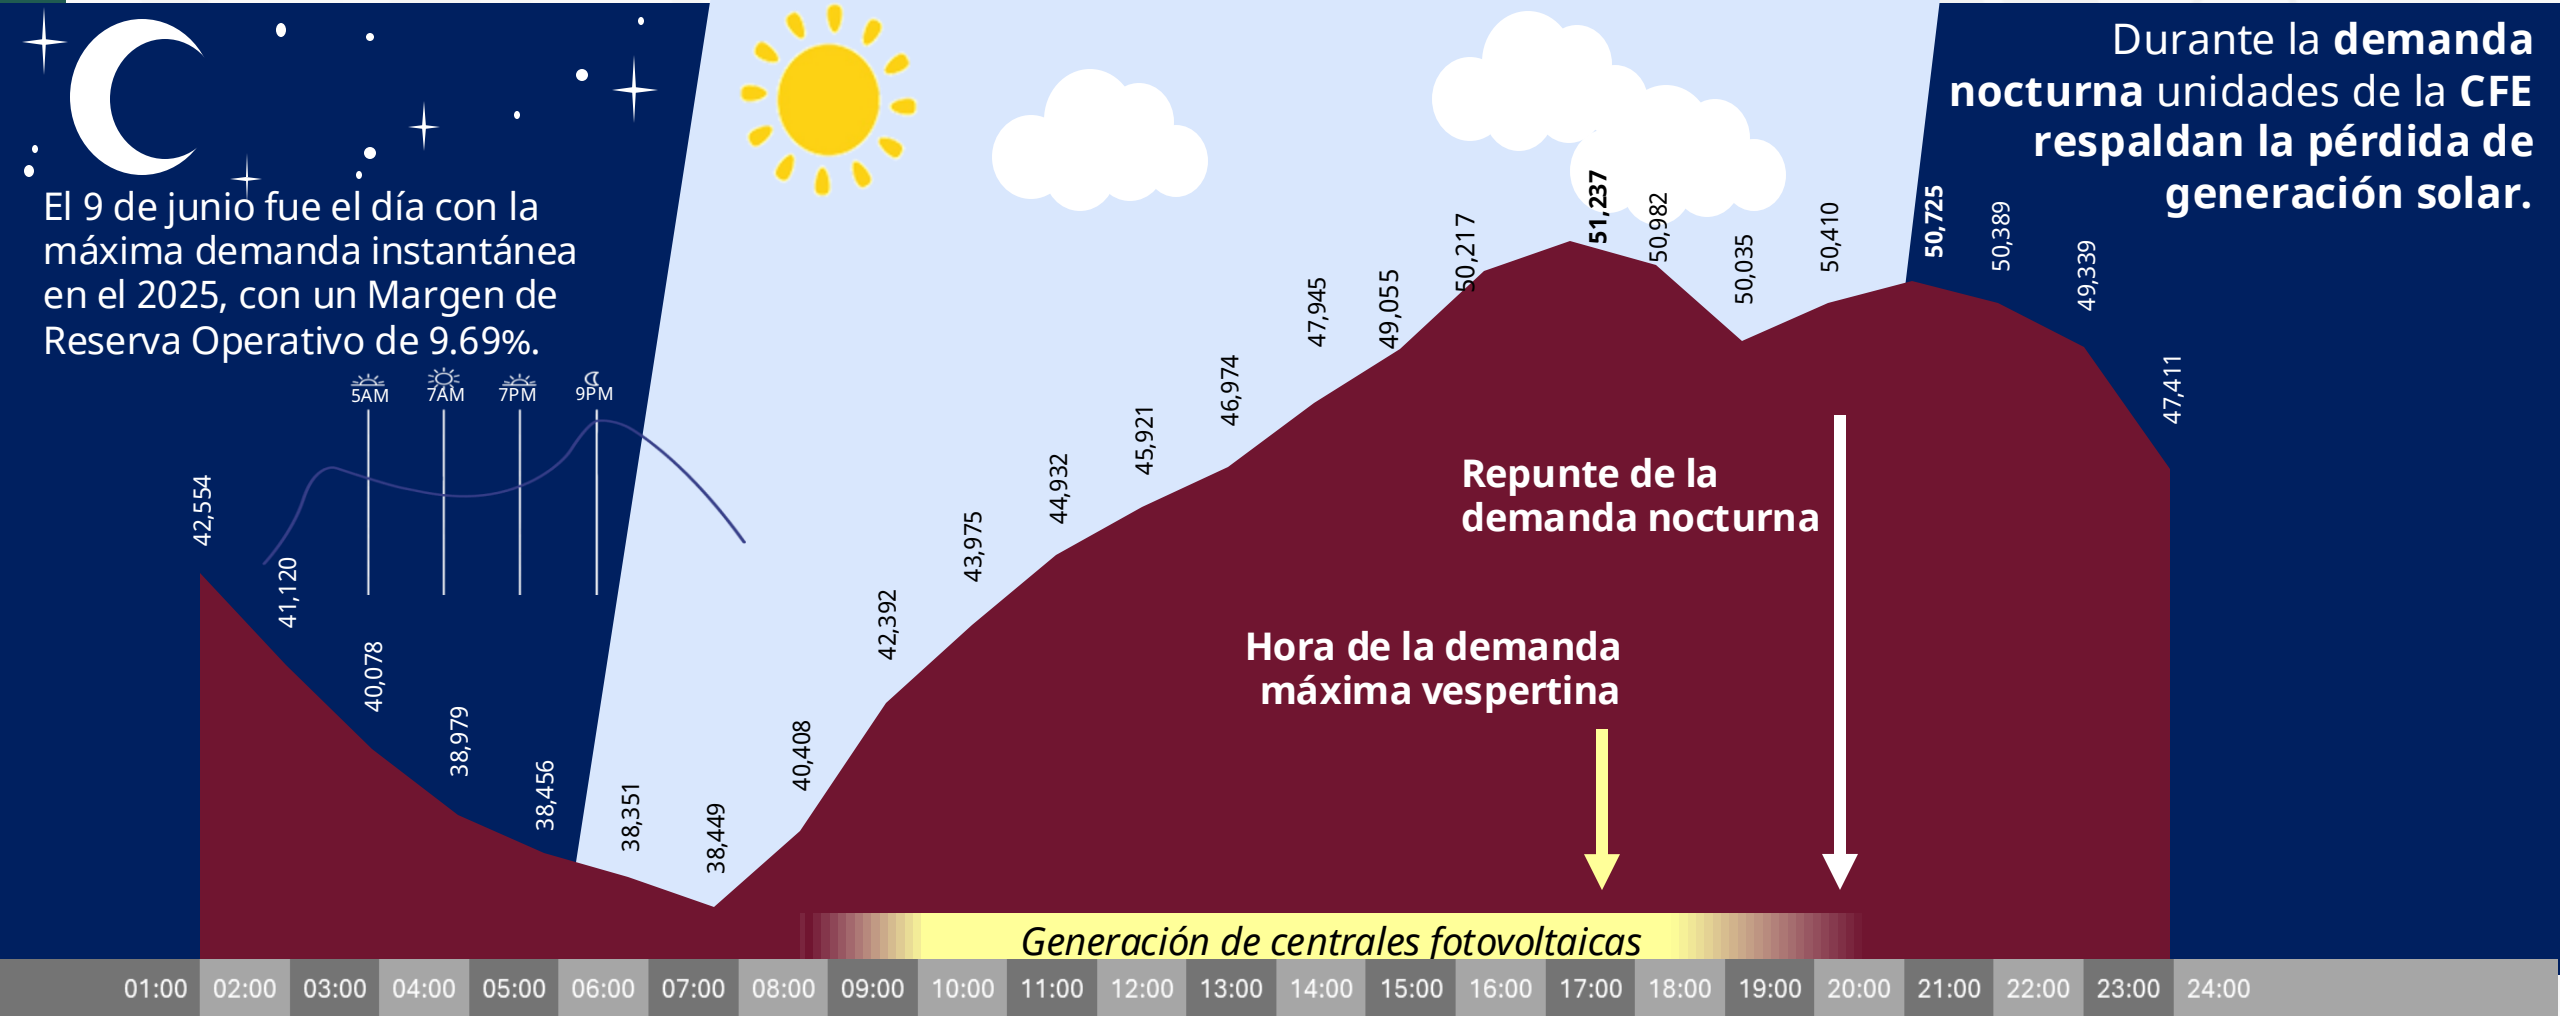 El 9 de junio fue el día con la
máxima demanda instantánea
en el 2025, con un Margen de
Reserva Operativo de 9.69%.
Durante la demanda
nocturna unidades de la CFE
respaldan la pérdida de
generación solar.
5AM 7AM 7PM 9PM
42,554
41,120
40,078
38,979
38,456
38,351
38,449
40,408
42,392
43,975
44,932
45,921
46,974
47,945
49,055
50,217
51,237
50,982
50,035
50,410
50,725
50,389
49,339
47,411
Repunte de la
demanda nocturna
Hora de la demanda
máxima vespertina
Generación de centrales fotovoltaicas
01:00 02:00 03:00 04:00 05:00 06:00 07:00 08:00 09:00 10:00 11:00 12:00 13:00 14:00 15:00 16:00 17:00 18:00 19:00 20:00 21:00 22:00 23:00 24:00